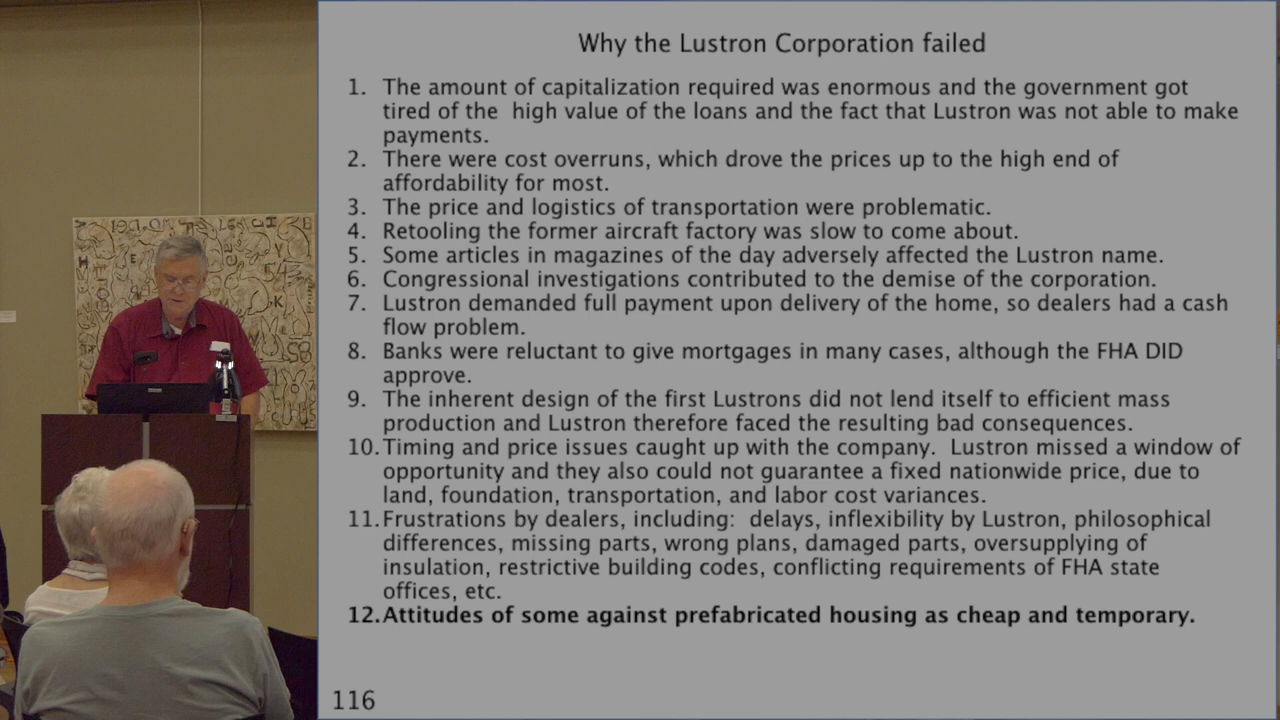 Why the Lustron Corporation failed
1. The amount of capitalization required was enormous and the government got
tired of the  high value of the loans and the fact that Lustron was not able to make
payments.
2. There were cost overruns, which drove the prices up to the high end of
affordability for most.
3. The price and logistics of transportation were problematic.
4. Retooling the former aircraft factory was slow to come about.
5. Some articles in magazines of the day adversely affected the Lustron name.
6. Congressional investigations contributed to the demise of the corporation.
7. Lustron demanded full payment upon delivery of the home, so dealers had a cash
flow problem.
8. Banks were reluctant to give mortgages in many cases, although the FHA DID
approve.
9. The inherent design of the first Lustrons did not lend itself to efficient mass
production and Lustron therefore faced the resulting bad consequences.
10. Timing and price issues caught up with the company.  Lustron missed a window of
opportunity and they also could not guarantee a fixed nationwide price, due to
land, foundation, transportation, and labor cost variances.
11. Frustrations by dealers, including:  delays, inflexibility by Lustron, philosophical
differences, missing parts, wrong plans, damaged parts, oversupplying of
insulation, restrictive building codes, conflicting requirements of FHA state
offices, etc.
12. Attitudes of some against prefabricated housing as cheap and temporary.
116